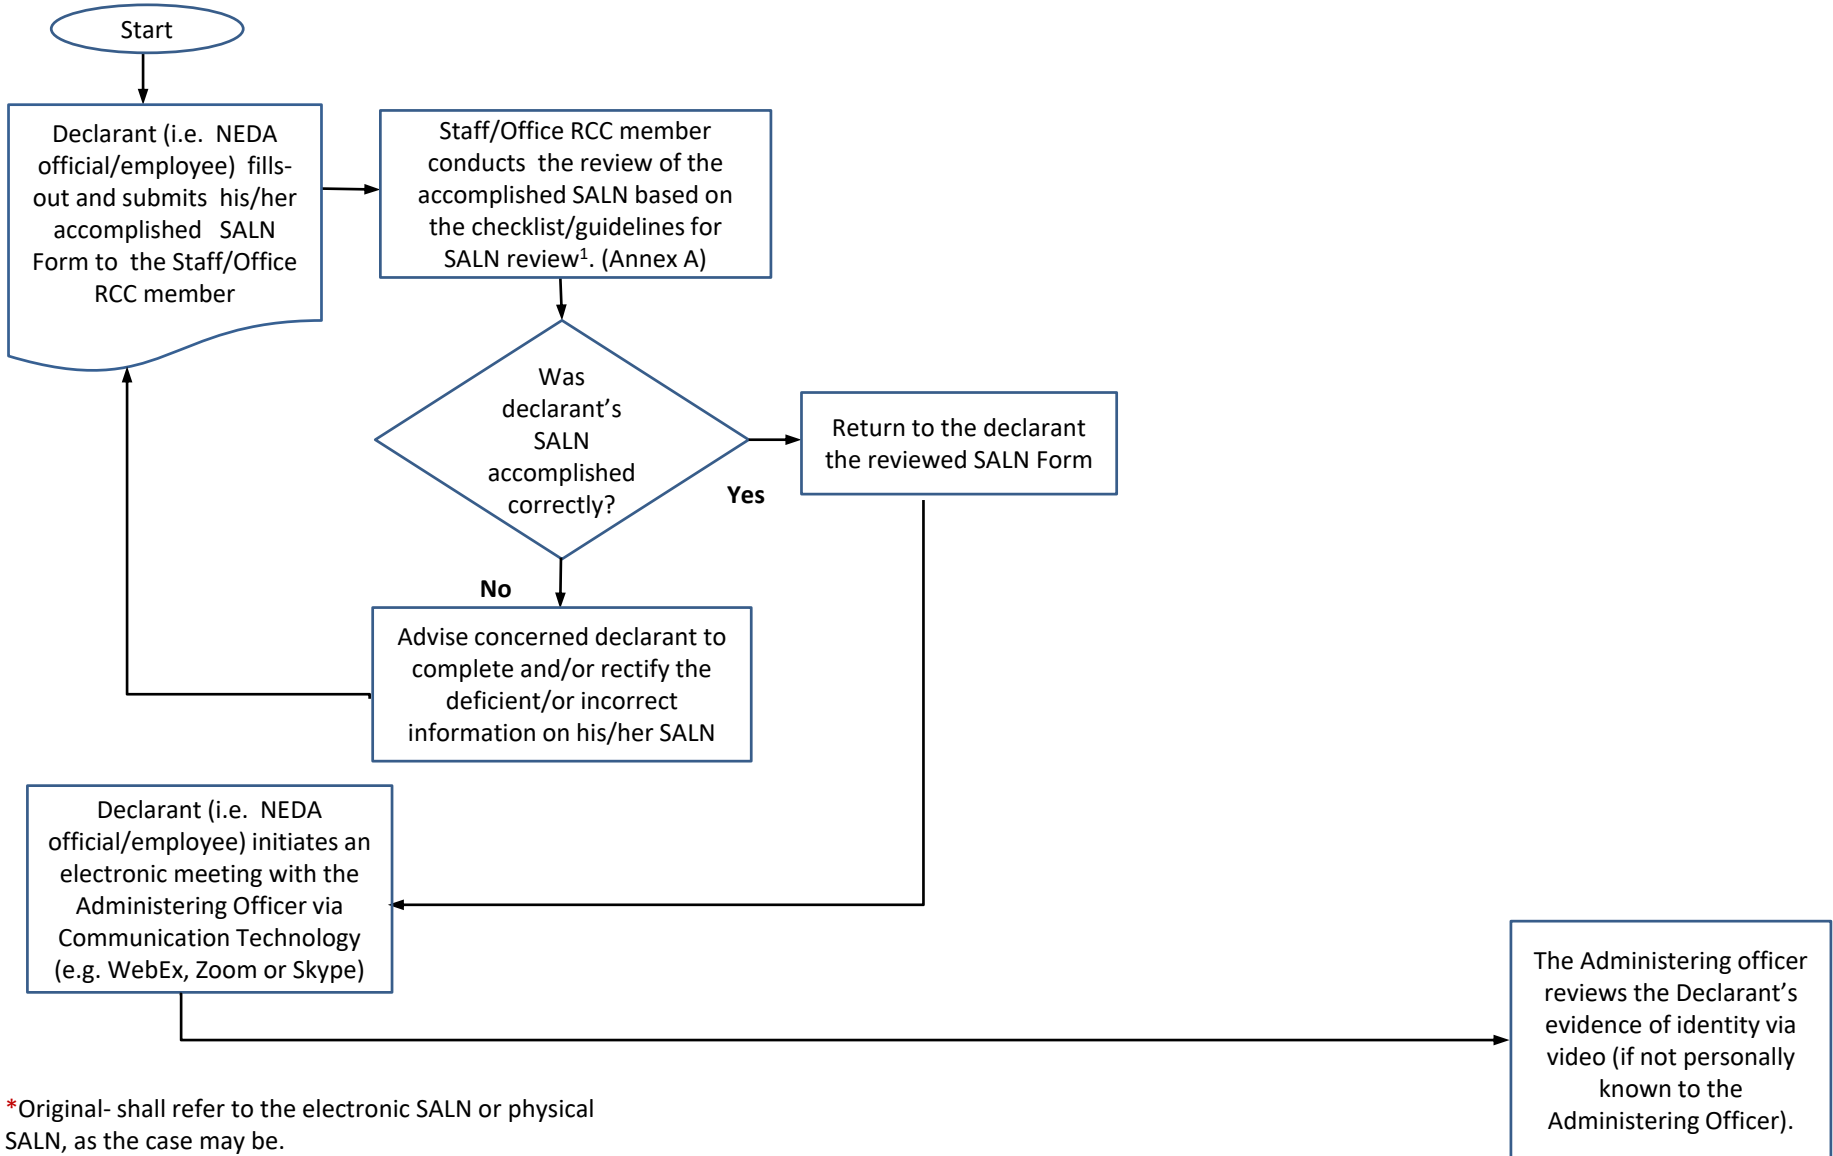 Start
Declarant (i.e. NEDA
official/employee) fills-
out and submits his/her
accomplished SALN
Form to the Staff/Office
RCC member
Staff/Office RCC member
conducts the review of the
accomplished SALN based on
the checklist/guidelines for
SALN review¹. (Annex A)
Was
declarant’s
SALN
accomplished
correctly?
Yes
Return to the declarant
the reviewed SALN Form
No
Advise concerned declarant to
complete and/or rectify the
deficient/or incorrect
information on his/her SALN
Declarant (i.e. NEDA
official/employee) initiates an
electronic meeting with the
Administering Officer via
Communication Technology
(e.g. WebEx, Zoom or Skype)
The Administering officer
reviews the Declarant’s
evidence of identity via
video (if not personally
known to the
Administering Officer).
*Original- shall refer to the electronic SALN or physical
SALN, as the case may be.